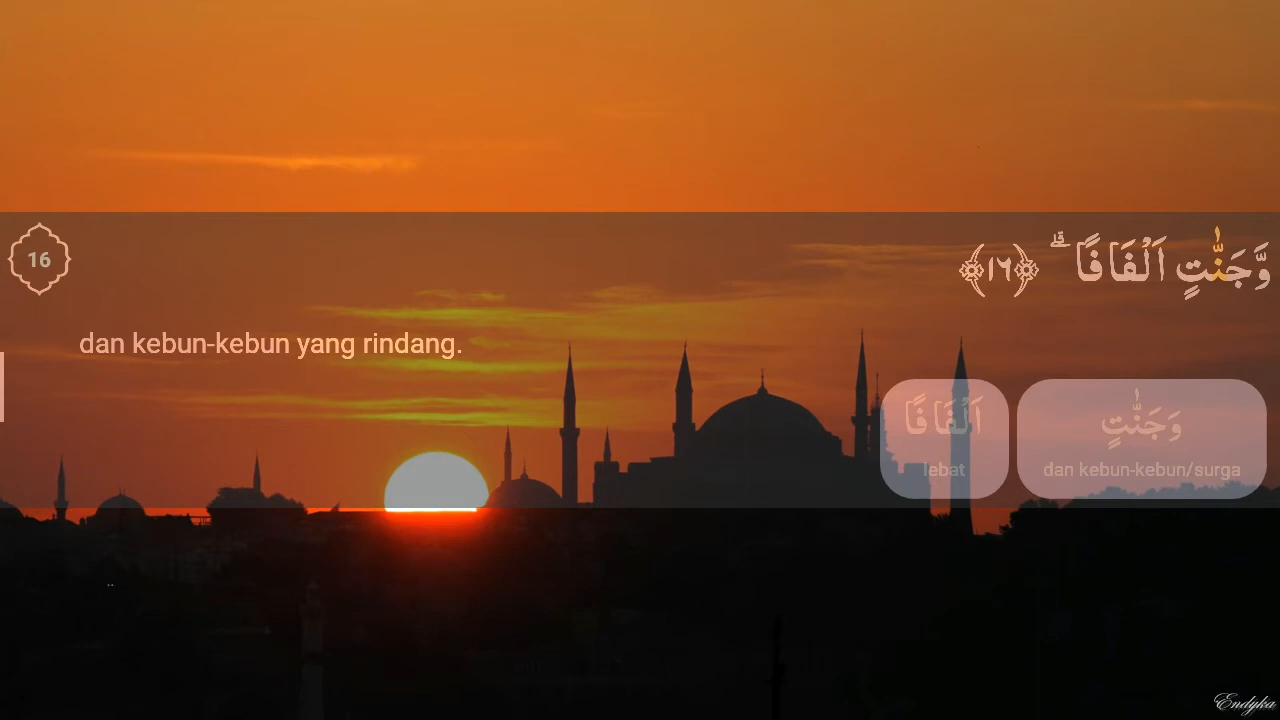 وَّجَنّٰتٍ اَلْفَافًا ۗ ﴿١٦﴾
16
dan kebun-kebun yang rindang.
وَجَنّٰتٍ
dan kebun-kebun/surga
اَلْفَافًا
lebat
Endyka